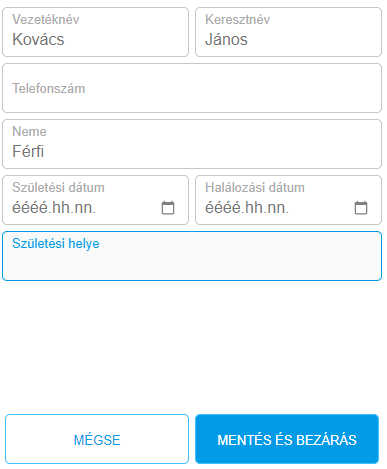 Vezetéknév
Keresztnév
Kovács
János
Telefonszám
Neme
Férfi
Születési dátum
Halálozási dátum
éééé.hh.nn.
éééé.hh.nn.
Születési helye
MÉGSE
MENTÉS ÉS BEZÁRÁS